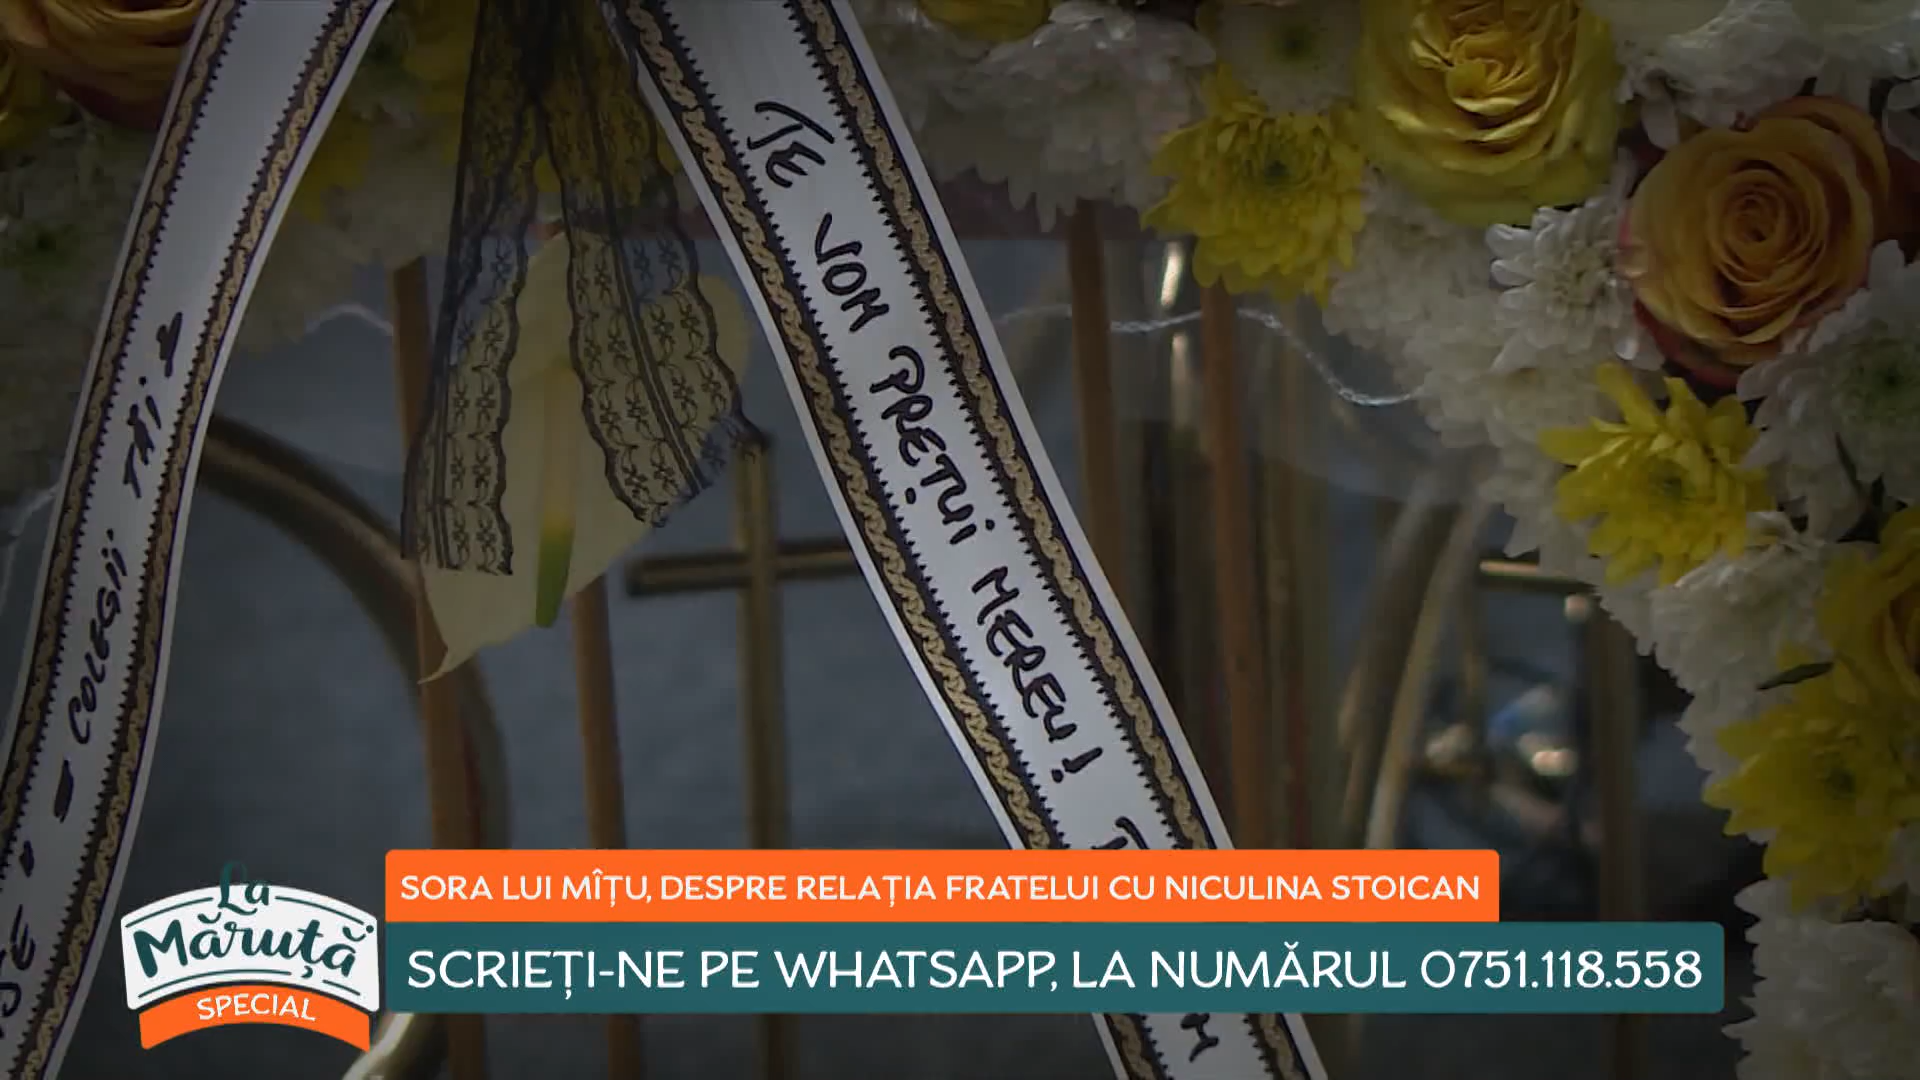 TE VOM PREȚUI MEREU!
- COLEGII TĂI
SORA LUI MÎȚU, DESPRE RELAȚIA FRATELUI CU NICULINA STOICAN
SCRIEȚI-NE PE WHATSAPP, LA NUMĂRUL 0751.118.558
La
Măruță
SPECIAL